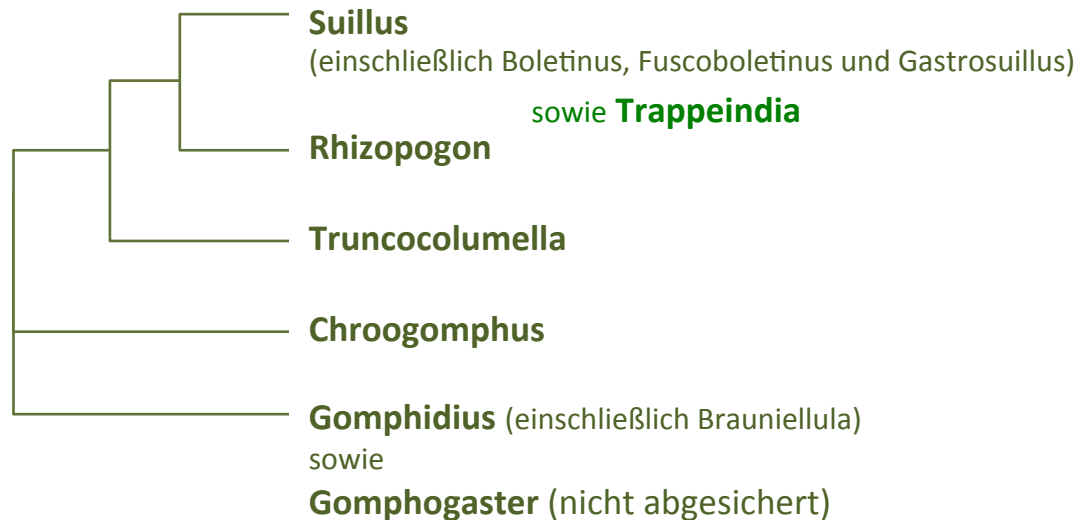 Suillus
(einschließlich Boletinus, Fuscoboletinus und Gastrosuillus)
sowie Trappeindia
Rhizopogon
Truncocolumella
Chroogomphus
Gomphidius (einschließlich Brauniellula)
sowie
Gomphogaster (nicht abgesichert)